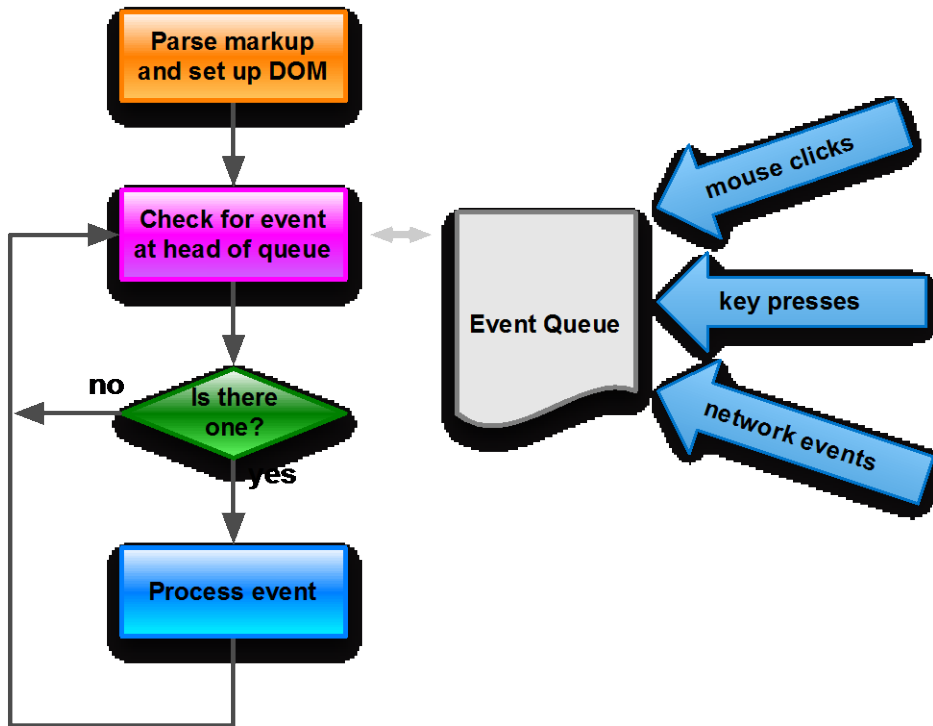 Parse markup
and set up DOM
Check for event
at head of queue
Is there
one?
no
yes
Process event
Event Queue
mouse clicks
key presses
network events